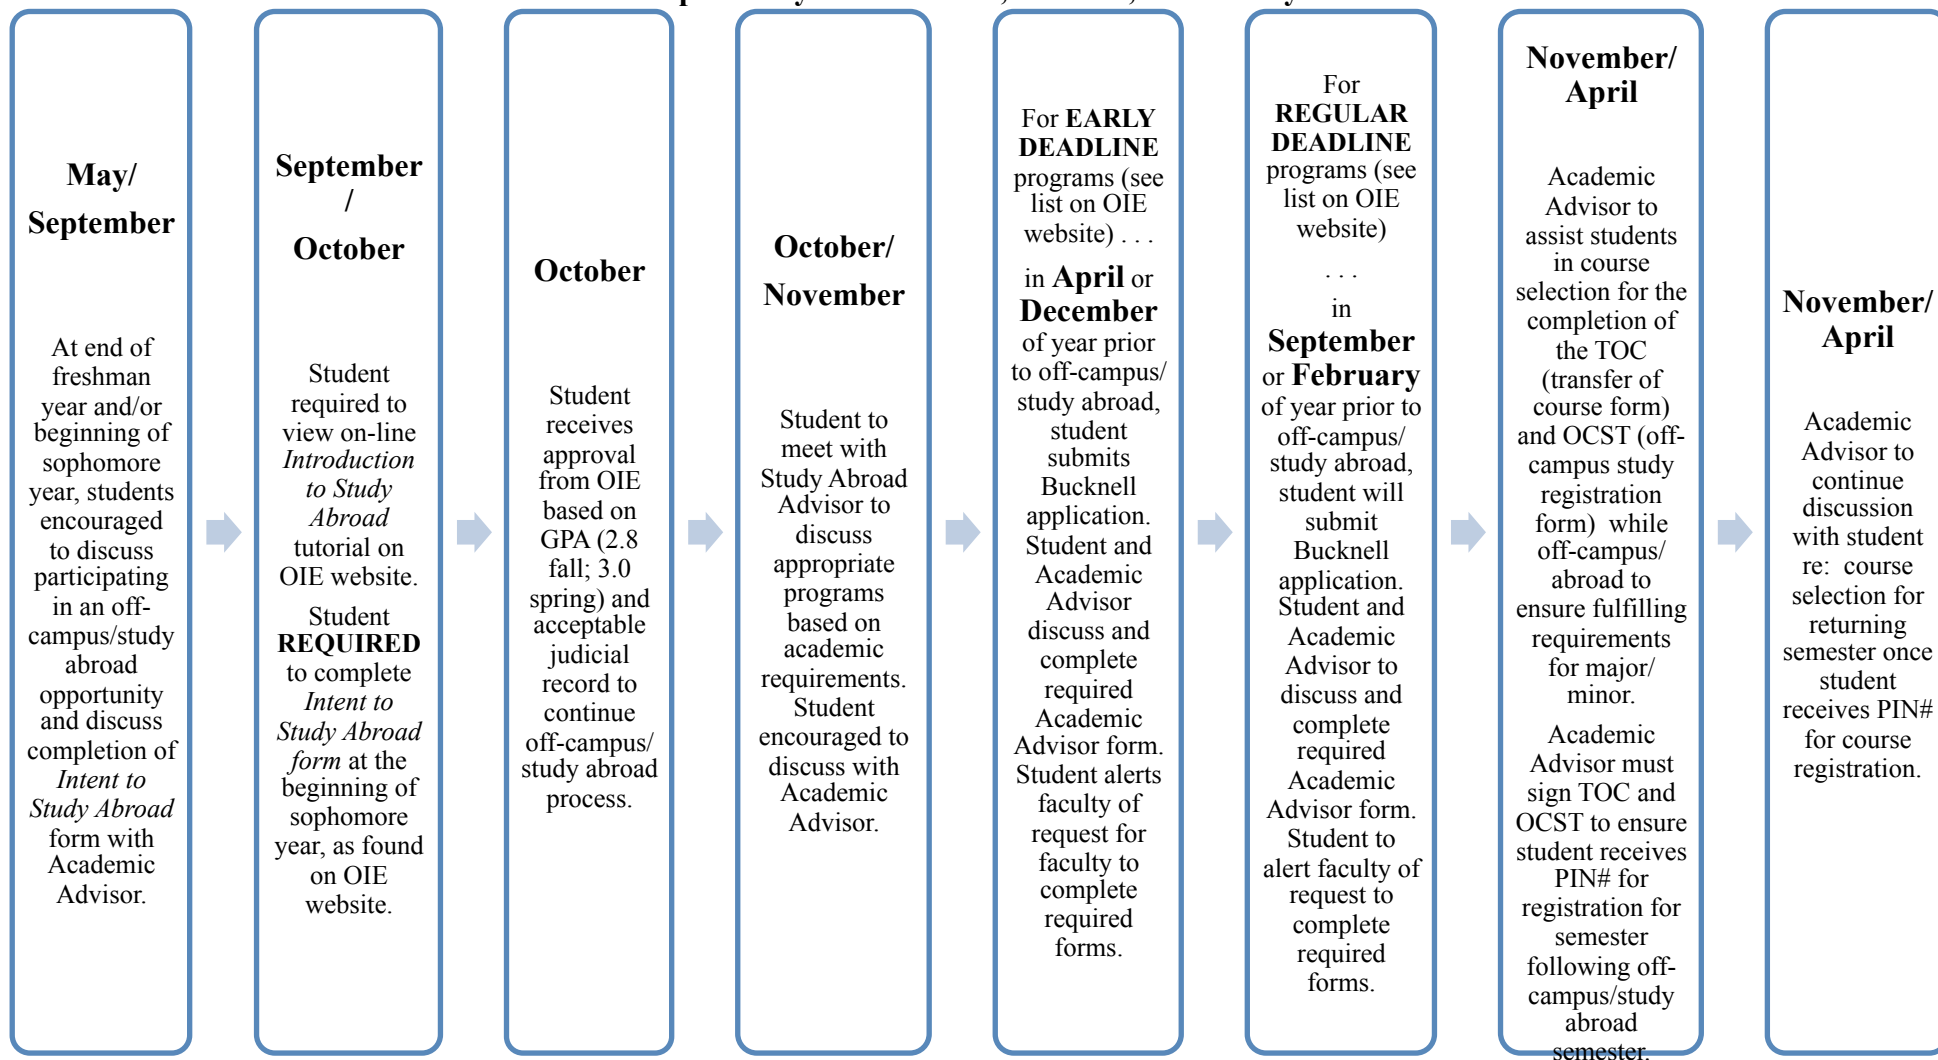 May/
September
At end of
freshman
year and/or
beginning of
sophomore
year, students
encouraged
to discuss
participating
in an off-
campus/study
abroad
opportunity
and discuss
completion of
Intent to
Study Abroad
form with
Academic
Advisor.
September
/
October
Student
required to
view on-line
Introduction
to Study
Abroad
tutorial on
OIE website.
Student
REQUIRED
to complete
Intent to
Study Abroad
form at the
beginning of
sophomore
year, as found
on OIE
website.
October
Student
receives
approval
from OIE
based on
GPA (2.8
fall; 3.0
spring) and
acceptable
judicial
record to
continue
off-campus/
study abroad
process.
October/
November
Student to
meet with
Study Abroad
Advisor to
discuss
appropriate
programs
based on
academic
requirements.
Student
encouraged to
discuss with
Academic
Advisor.
For EARLY
DEADLINE
programs (see
list on OIE
website) . . .
in April or
December
of year prior
to off-campus/
study abroad,
student
submits
Bucknell
application.
Student and
Academic
Advisor
discuss and
complete
required
Academic
Advisor form.
Student alerts
faculty of
request for
faculty to
complete
required
forms.
For
REGULAR
DEADLINE
programs (see
list on OIE
website)
. . .
in
September
or February
of year prior to
off-campus/
study abroad,
student will
submit
Bucknell
application.
Student and
Academic
Advisor to
discuss and
complete
required
Academic
Advisor form.
Student to
alert faculty of
request to
complete
required
forms.
November/
April
Academic
Advisor to
assist students
in course
selection for the
completion of
the TOC
(transfer of
course form)
and OCST (off-
campus study
registration
form) while
off-campus/
abroad to
ensure fulfilling
requirements
for major/
minor.
Academic
Advisor must
sign TOC and
OCST to ensure
student receives
PIN# for
registration for
semester
following off-
campus/study
abroad
semester.
November/
April
Academic
Advisor to
continue
discussion
with student
re: course
selection for
returning
semester once
student
receives PIN#
for course
registration.